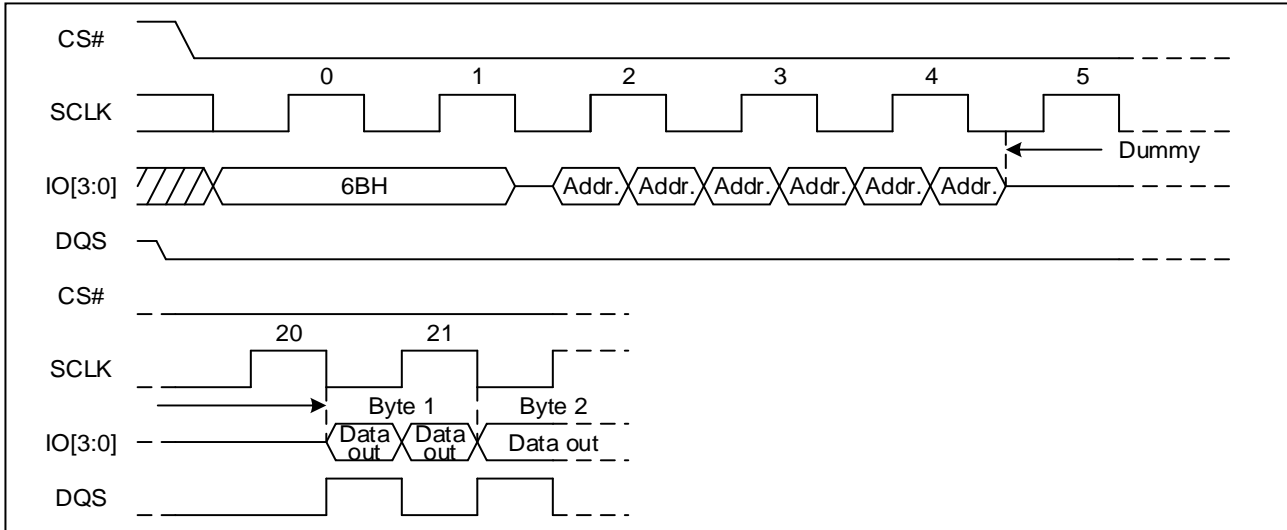 CS#
0 1 2 3 4 5
SCLK
Dummy
IO[3:0] 6BH Addr. Addr. Addr. Addr. Addr. Addr.
DQS
CS#
20 21
SCLK
Byte 1 Byte 2
IO[3:0] Data out Data out Data out
DQS